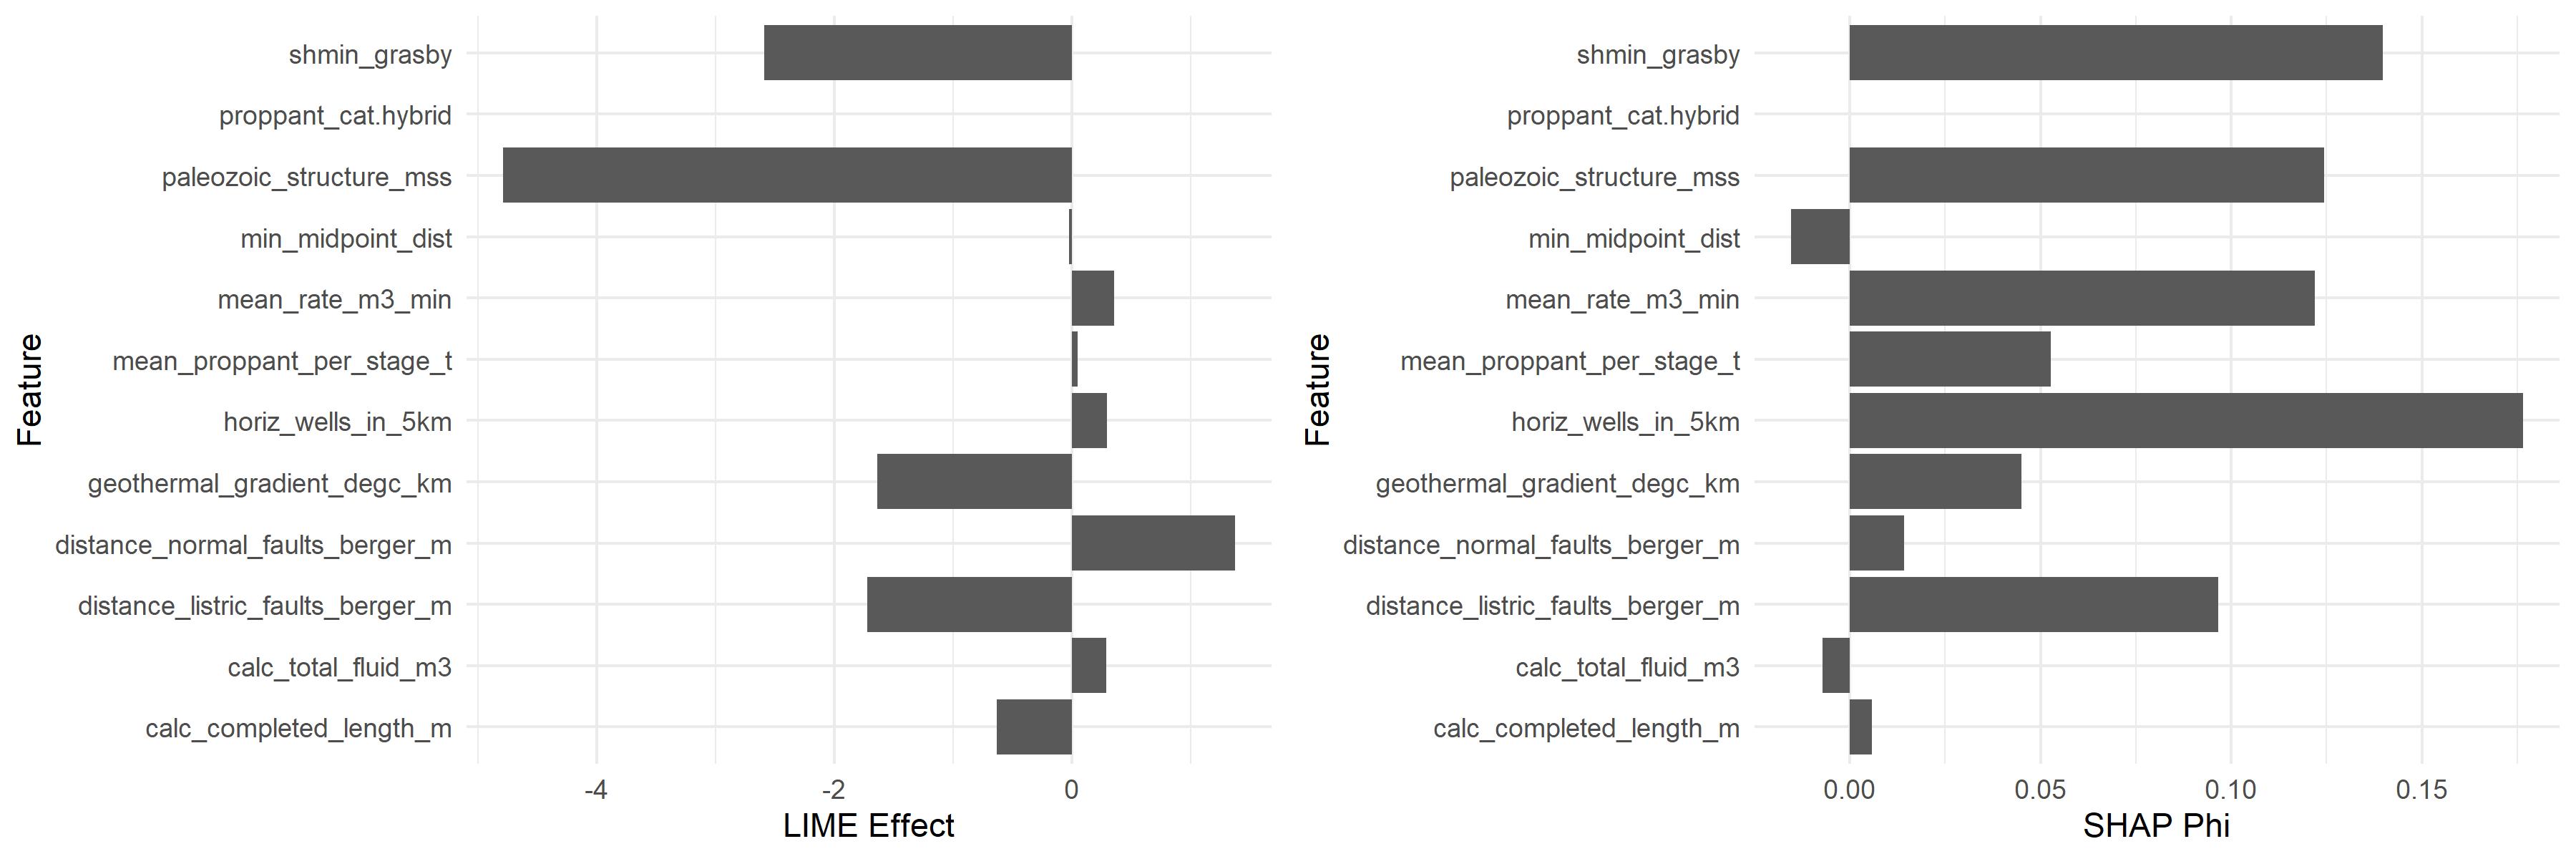 Feature
shmin_grasby
proppant_cat.hybrid
paleozoic_structure_mss
min_midpoint_dist
mean_rate_m3_min
mean_proppant_per_stage_t
horiz_wells_in_5km
geothermal_gradient_degc_km
distance_normal_faults_berger_m
distance_listric_faults_berger_m
calc_total_fluid_m3
calc_completed_length_m
-4 -2 0
LIME Effect
Feature
shmin_grasby
proppant_cat.hybrid
paleozoic_structure_mss
min_midpoint_dist
mean_rate_m3_min
mean_proppant_per_stage_t
horiz_wells_in_5km
geothermal_gradient_degc_km
distance_normal_faults_berger_m
distance_listric_faults_berger_m
calc_total_fluid_m3
calc_completed_length_m
0.00 0.05 0.10 0.15
SHAP Phi